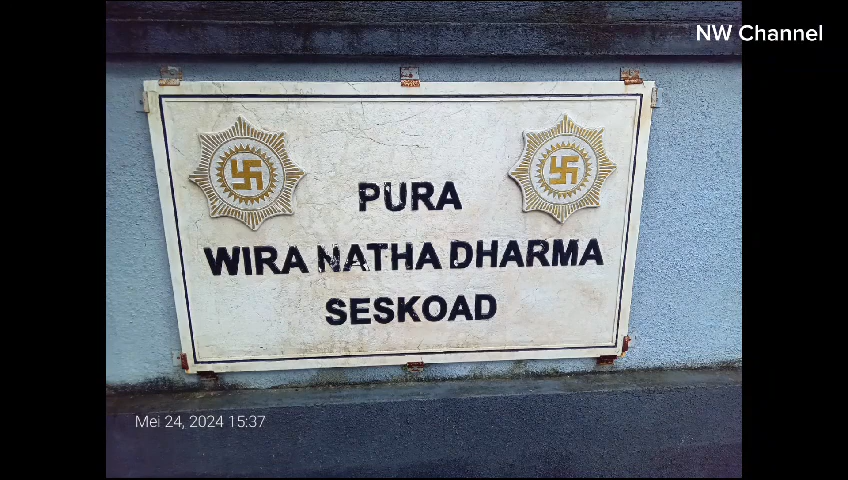 NW Channel
PURA
WIRA NATHA DHARMA
SESKOAD
Mei 24, 2024 15:37